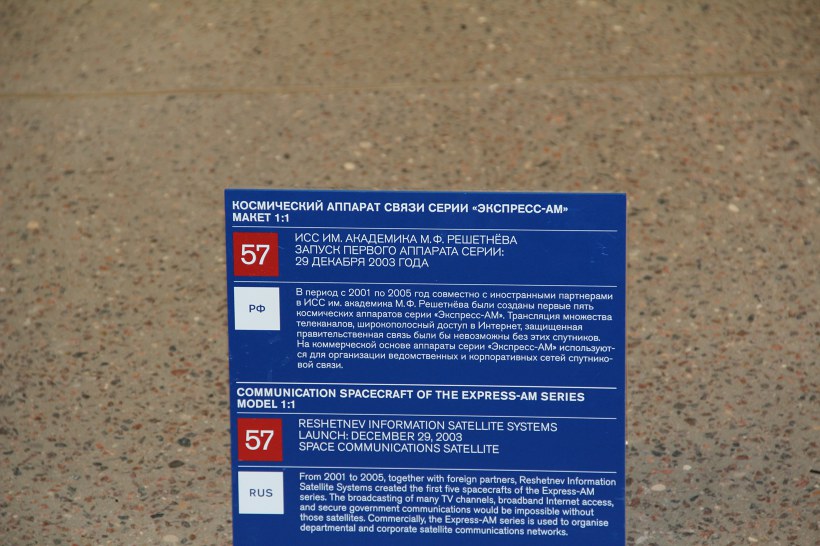 КОСМИЧЕСКИЙ АППАРАТ СВЯЗИ СЕРИИ «ЭКСПРЕСС-АМ»
МАКЕТ 1:1
57
ИСС ИМ. АКАДЕМИКА М.Ф. РЕШЕТНЁВА
ЗАПУСК ПЕРВОГО АППАРАТА СЕРИИ:
29 ДЕКАБРЯ 2003 ГОДА
РФ
В период с 2001 по 2005 год совместно с иностранными партнерами
в ИСС им. академика М.Ф. Решетнёва были созданы первые пять
космических аппаратов серии «Экспресс-АМ». Трансляция множества
телеканалов, широкополосный доступ в Интернет, защищенная
правительственная связь были бы невозможны без этих спутников.
На коммерческой основе аппараты серии «Экспресс-АМ» используют-
ся для организации ведомственных и корпоративных сетей спутнико-
вой связи.
COMMUNICATION SPACECRAFT OF THE EXPRESS-AM SERIES
MODEL 1:1
57
RESHETNEV INFORMATION SATELLITE SYSTEMS
LAUNCH: DECEMBER 29, 2003
SPACE COMMUNICATIONS SATELLITE
RUS
From 2001 to 2005, together with foreign partners, Reshetnev Information
Satellite Systems created the first five spacecrafts of the Express-AM
series. The broadcasting of many TV channels, broadband Internet access,
and secure government communications would be impossible without
those satellites. Commercially, the Express-AM series is used to organise
departmental and corporate satellite communications networks.